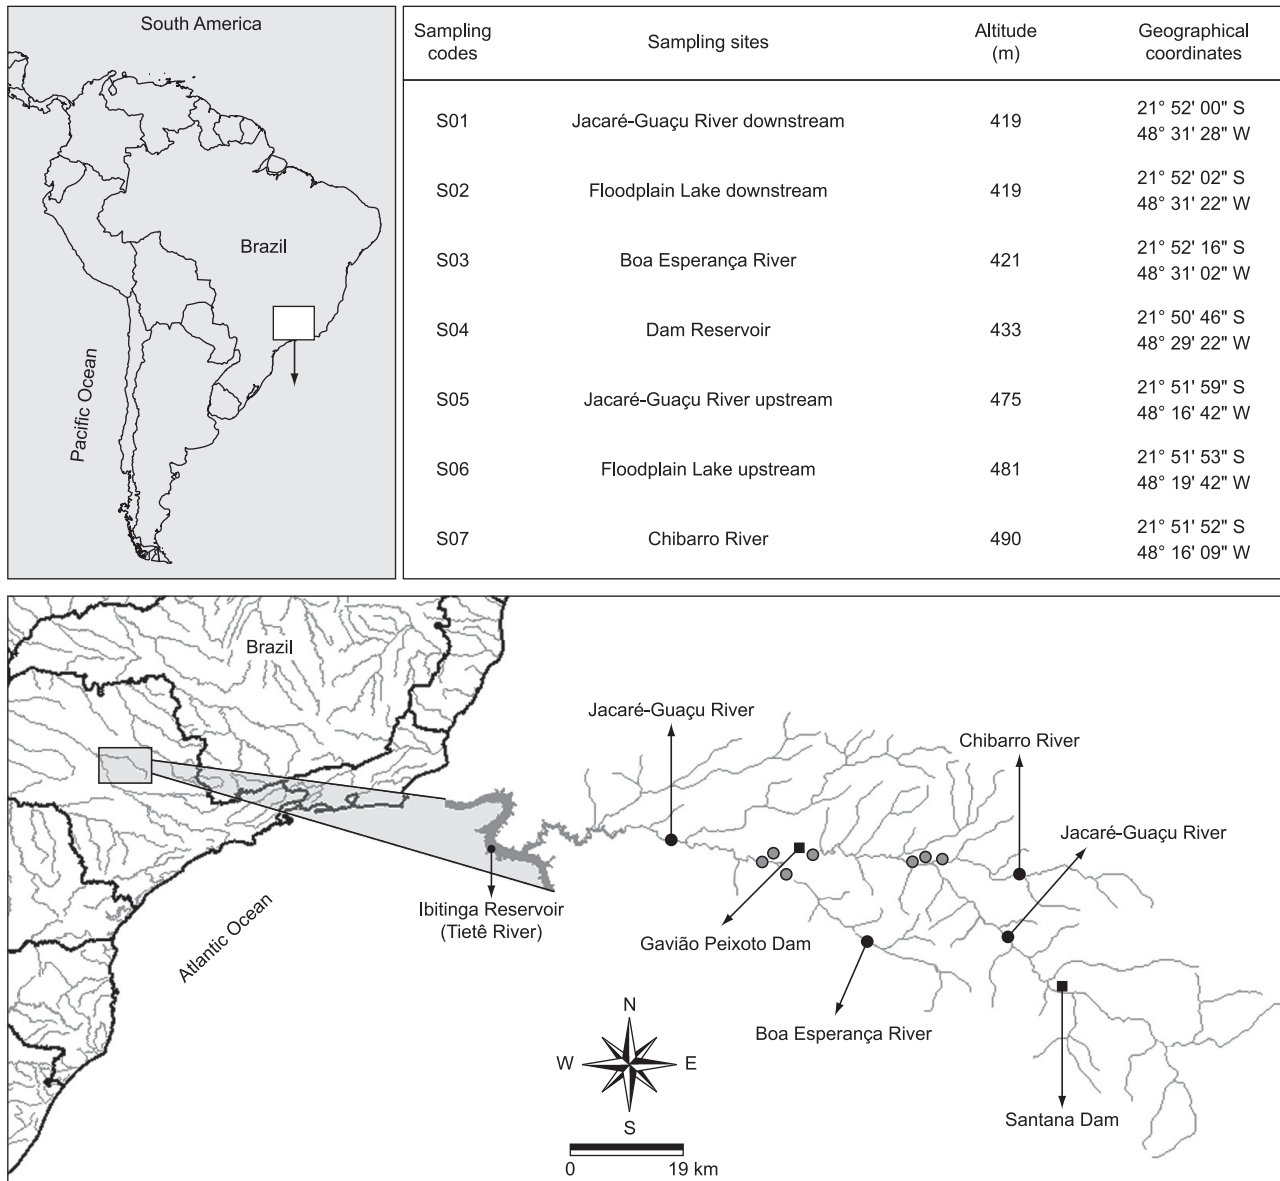 South America
Brazil
Pacific Ocean
Sampling codes Sampling sites Altitude (m) Geographical coordinates
S01 Jacaré-Guaçu River downstream 419 21° 52' 00" S
48° 31' 28" W
S02 Floodplain Lake downstream 419 21° 52' 02" S
48° 31' 22" W
S03 Boa Esperança River 421 21° 52' 16" S
48° 31' 02" W
S04 Dam Reservoir 433 21° 50' 46" S
48° 29' 22" W
S05 Jacaré-Guaçu River upstream 475 21° 51' 59" S
48° 16' 42" W
S06 Floodplain Lake upstream 481 21° 51' 53" S
48° 19' 42" W
S07 Chibarro River 490 21° 51' 52" S
48° 16' 09" W
Brazil
Jacaré-Guaçu River
Chibarro River
Jacaré-Guaçu River
Ibitinga Reservoir
(Tietê River)
Atlantic Ocean
Gavião Peixoto Dam
Boa Esperança River
Santana Dam
N
W E
S
0 19 km